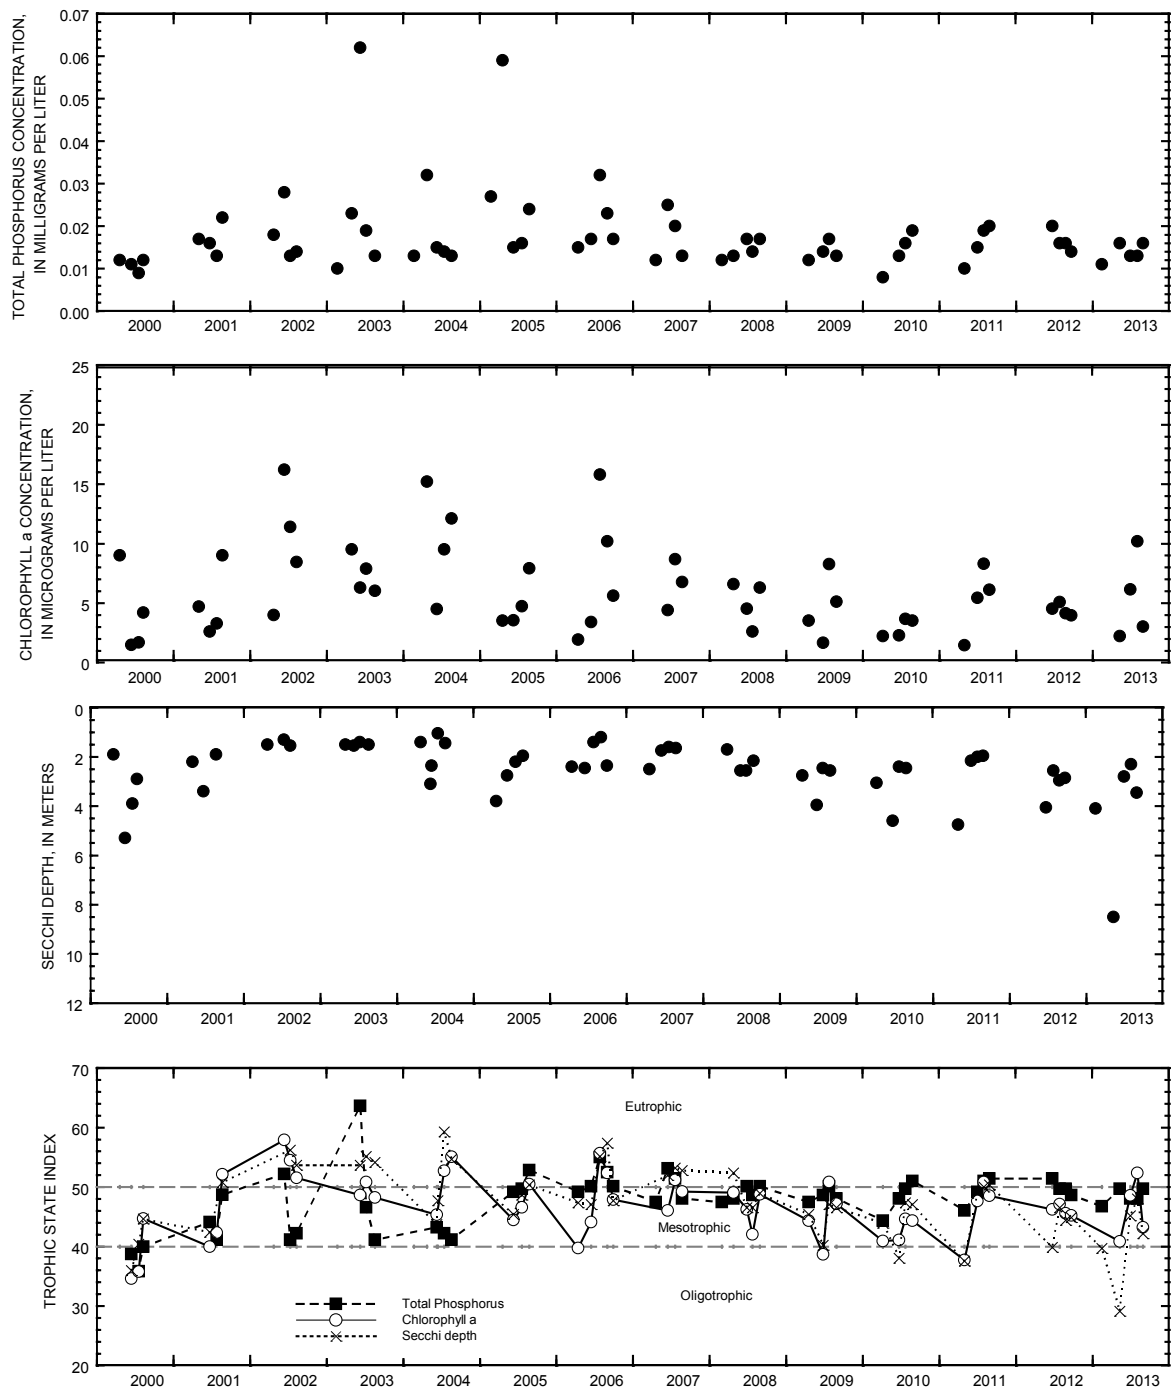 TOTAL PHOSPHORUS CONCENTRATION,
IN MILLIGRAMS PER LITER
0.07
0.06
0.05
0.04
0.03
0.02
0.01
0.00
2000 2001 2002 2003 2004 2005 2006 2007 2008 2009 2010 2011 2012 2013
CHLOROPHYLL a CONCENTRATION,
IN MICROGRAMS PER LITER
25
20
15
10
5
0
2000 2001 2002 2003 2004 2005 2006 2007 2008 2009 2010 2011 2012 2013
SECCHI DEPTH, IN METERS
0
2
4
6
8
10
12
2000 2001 2002 2003 2004 2005 2006 2007 2008 2009 2010 2011 2012 2013
TROPHIC STATE INDEX
70
60
50
40
30
20
Eutrophic
Mesotrophic
Oligotrophic
Total Phosphorus
Chlorophyll a
Secchi depth
2000 2001 2002 2003 2004 2005 2006 2007 2008 2009 2010 2011 2012 2013